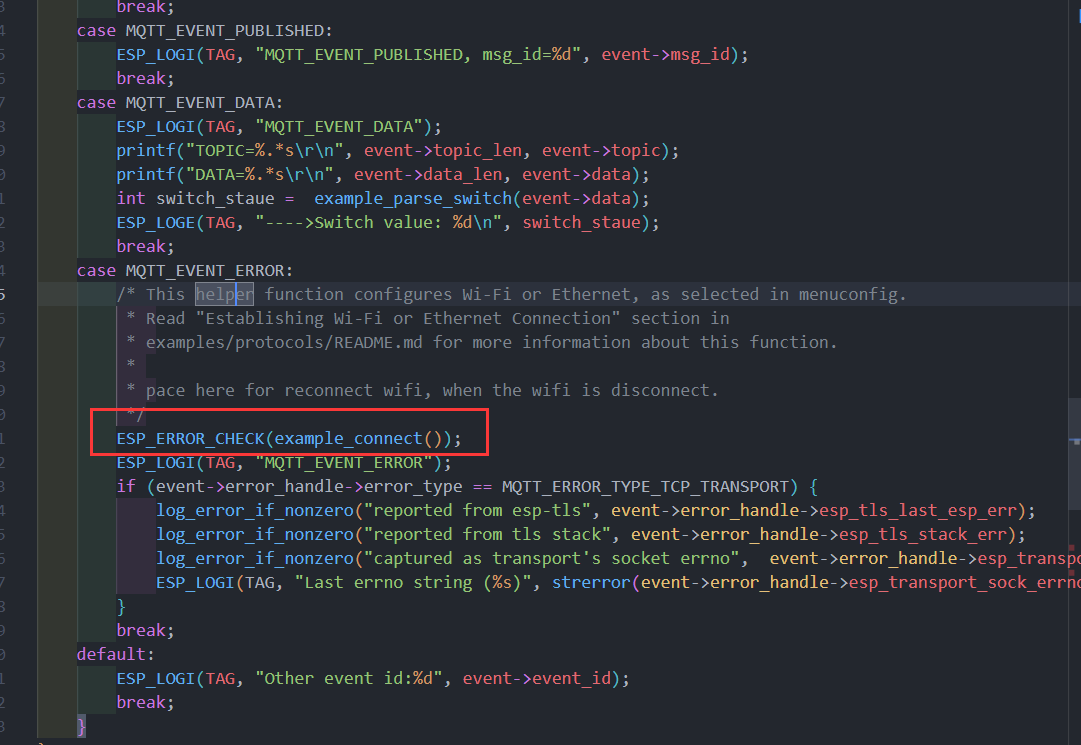 break;
case MQTT_EVENT_PUBLISHED:
ESP_LOGI(TAG, "MQTT_EVENT_PUBLISHED, msg_id=%d", event->msg_id);
break;
case MQTT_EVENT_DATA:
ESP_LOGI(TAG, "MQTT_EVENT_DATA");
printf("TOPIC=%.*s\r\n", event->topic_len, event->topic);
printf("DATA=%.*s\r\n", event->data_len, event->data);
int switch_staue =  example_parse_switch(event->data);
ESP_LOGE(TAG, "---->Switch value: %d\n", switch_staue);
break;
case MQTT_EVENT_ERROR:
/* This helper function configures Wi-Fi or Ethernet, as selected in menuconfig.
* Read "Establishing Wi-Fi or Ethernet Connection" section in
* examples/protocols/README.md for more information about this function.
*
* pace here for reconnect wifi, when the wifi is disconnect.
*/
ESP_ERROR_CHECK(example_connect());
ESP_LOGI(TAG, "MQTT_EVENT_ERROR");
if (event->error_handle->error_type == MQTT_ERROR_TYPE_TCP_TRANSPORT) {
log_error_if_nonzero("reported from esp-tls", event->error_handle->esp_tls_last_esp_err);
log_error_if_nonzero("reported from tls stack", event->error_handle->esp_tls_stack_err);
log_error_if_nonzero("captured as transport's socket errno",  event->error_handle->esp_transpo
ESP_LOGI(TAG, "Last errno string (%s)", strerror(event->error_handle->esp_transport_sock_errno
}
break;
default:
ESP_LOGI(TAG, "Other event id:%d", event->event_id);
break;
}